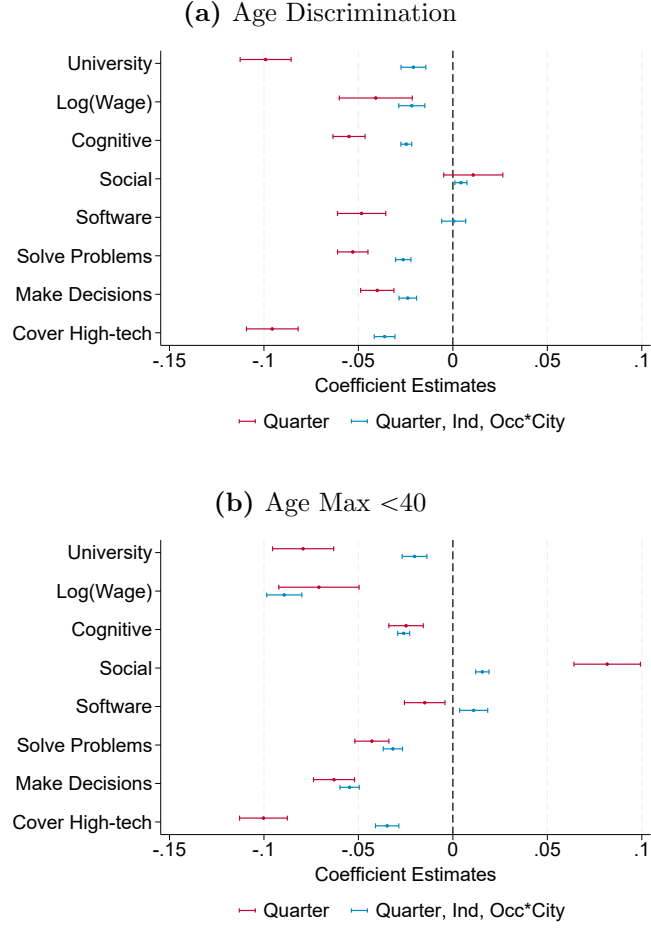 (a) Age Discrimination
University
Log(Wage)
Cognitive
Social
Software
Solve Problems
Make Decisions
Cover High-tech
-.15 -.1 -.05 0 .05 .1
Coefficient Estimates
Quarter Quarter, Ind, Occ*City
(b) Age Max <40
University
Log(Wage)
Cognitive
Social
Software
Solve Problems
Make Decisions
Cover High-tech
-.15 -.1 -.05 0 .05 .1
Coefficient Estimates
Quarter Quarter, Ind, Occ*City